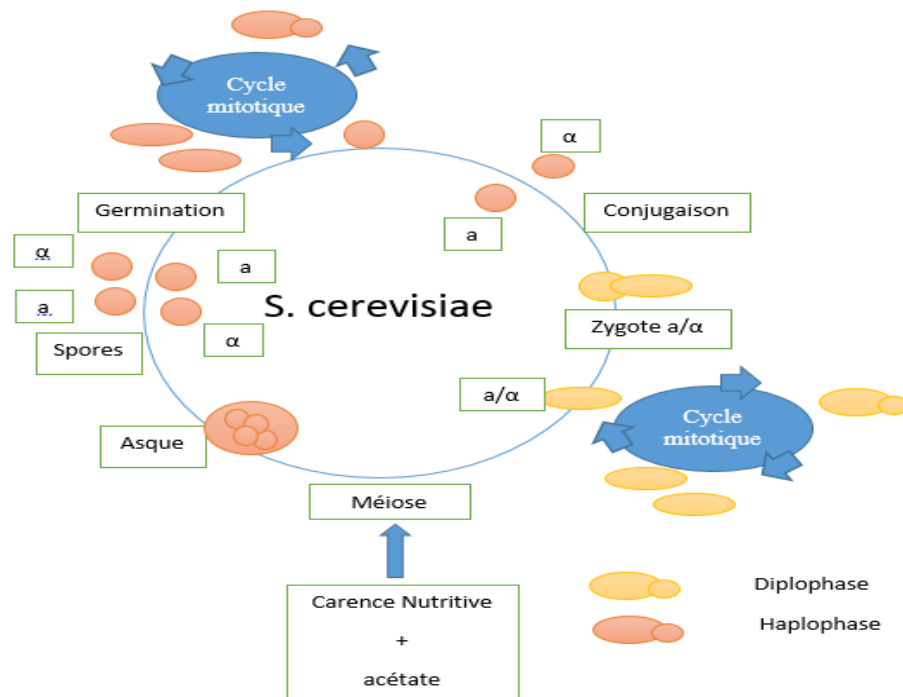 Cycle
mitotique
α
Germination
a
Conjugaison
α
a
S. cerevisiae
a
α
Spores
Zygote a/α
a/α
Cycle
mitotique
Asque
Méiose
Carence Nutritive
+
acétate
Diplophase
Haplophase